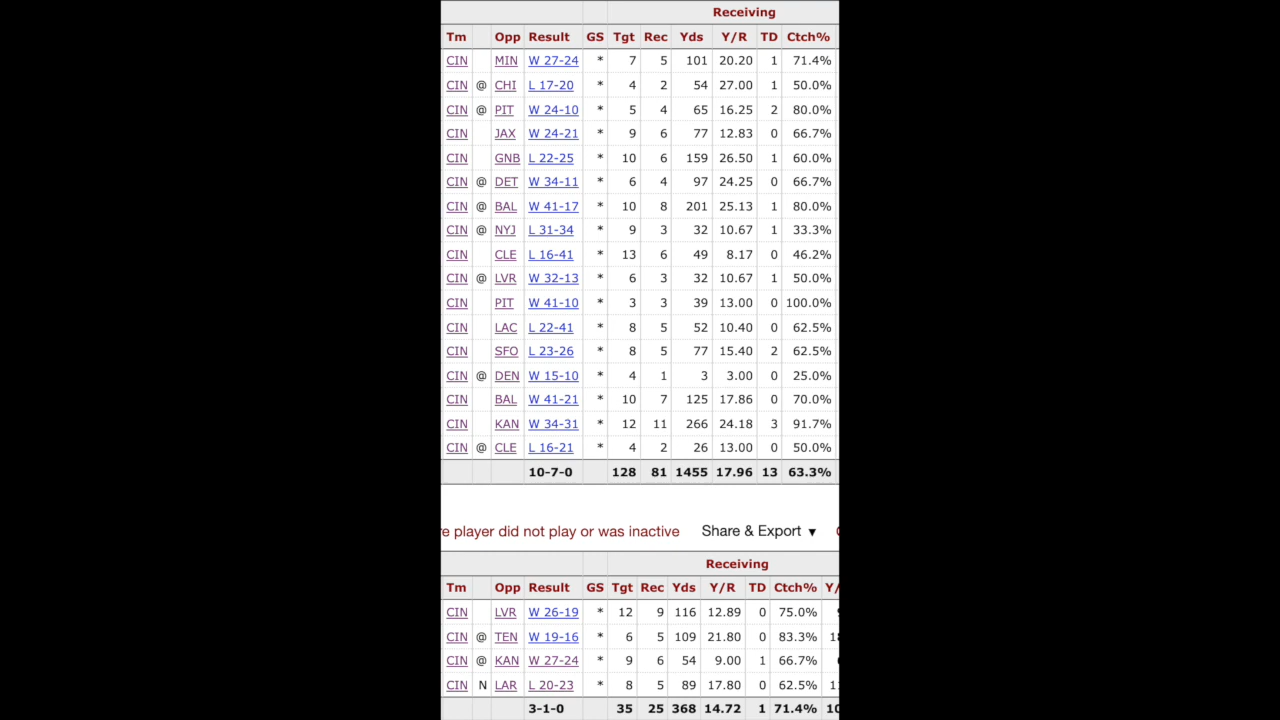 Receiving
Tm Opp Result GS Tgt Rec Yds Y/R TD Ctch%
CIN MIN W 27-24 * 7 5 101 20.20 1 71.4%
CIN @ CHI L 17-20 * 4 2 54 27.00 1 50.0%
CIN @ PIT W 24-10 * 5 4 65 16.25 2 80.0%
CIN JAX W 24-21 * 9 6 77 12.83 0 66.7%
CIN GNB L 22-25 * 10 6 159 26.50 1 60.0%
CIN @ DET W 34-11 * 6 4 97 24.25 0 66.7%
CIN @ BAL W 41-17 * 10 8 201 25.13 1 80.0%
CIN @ NYJ L 31-34 * 9 3 32 10.67 1 33.3%
CIN CLE L 16-41 * 13 6 49 8.17 0 46.2%
CIN @ LVR W 32-13 * 6 3 32 10.67 1 50.0%
CIN PIT W 41-10 * 3 3 39 13.00 0 100.0%
CIN LAC L 22-41 * 8 5 52 10.40 0 62.5%
CIN SFO L 23-26 * 8 5 77 15.40 2 62.5%
CIN @ DEN W 15-10 * 4 1 3 3.00 0 25.0%
CIN BAL W 41-21 * 10 7 125 17.86 0 70.0%
CIN KAN W 34-31 * 12 11 266 24.18 3 91.7%
CIN @ CLE L 16-21 * 4 2 26 13.00 0 50.0%
10-7-0 128 81 1455 17.96 13 63.3%
e player did not play or was inactive Share & Export ▼
Receiving
Tm Opp Result GS Tgt Rec Yds Y/R TD Ctch% Y/
CIN LVR W 26-19 * 12 9 116 12.89 0 75.0%
CIN @ TEN W 19-16 * 6 5 109 21.80 0 83.3% 1
CIN @ KAN W 27-24 * 9 6 54 9.00 1 66.7%
CIN N LAR L 20-23 * 8 5 89 17.80 0 62.5% 1
3-1-0 35 25 368 14.72 1 71.4% 10